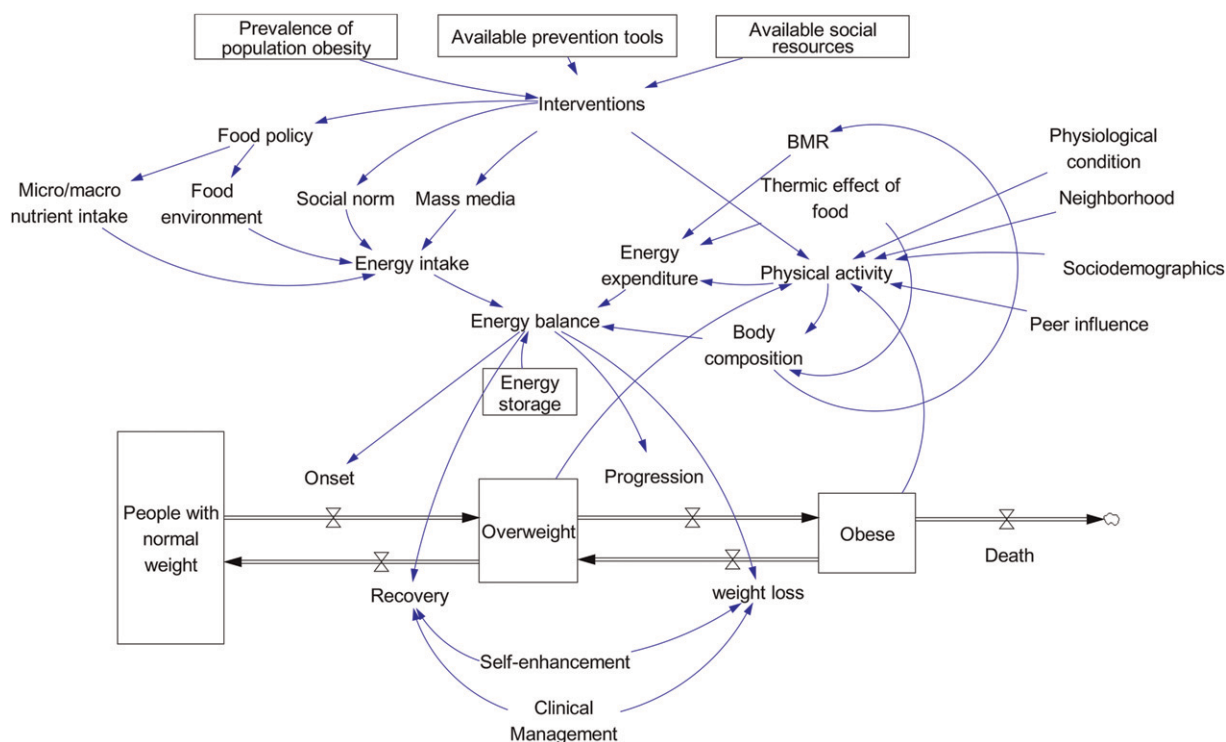 Prevalence of
population obesity
Available prevention tools
Available social
resources
Interventions
Food policy
BMR
Physiological
condition
Micro/macro
nutrient intake
Food
environment
Social norm
Mass media
Thermic effect of
food
Neighborhood
Energy intake
Energy
expenditure
Physical activity
Sociodemographics
Energy balance
Body
composition
Peer influence
Energy
storage
Onset
Progression
People with
normal
weight
Overweight
Obese
Death
Recovery
weight loss
Self-enhancement
Clinical
Management